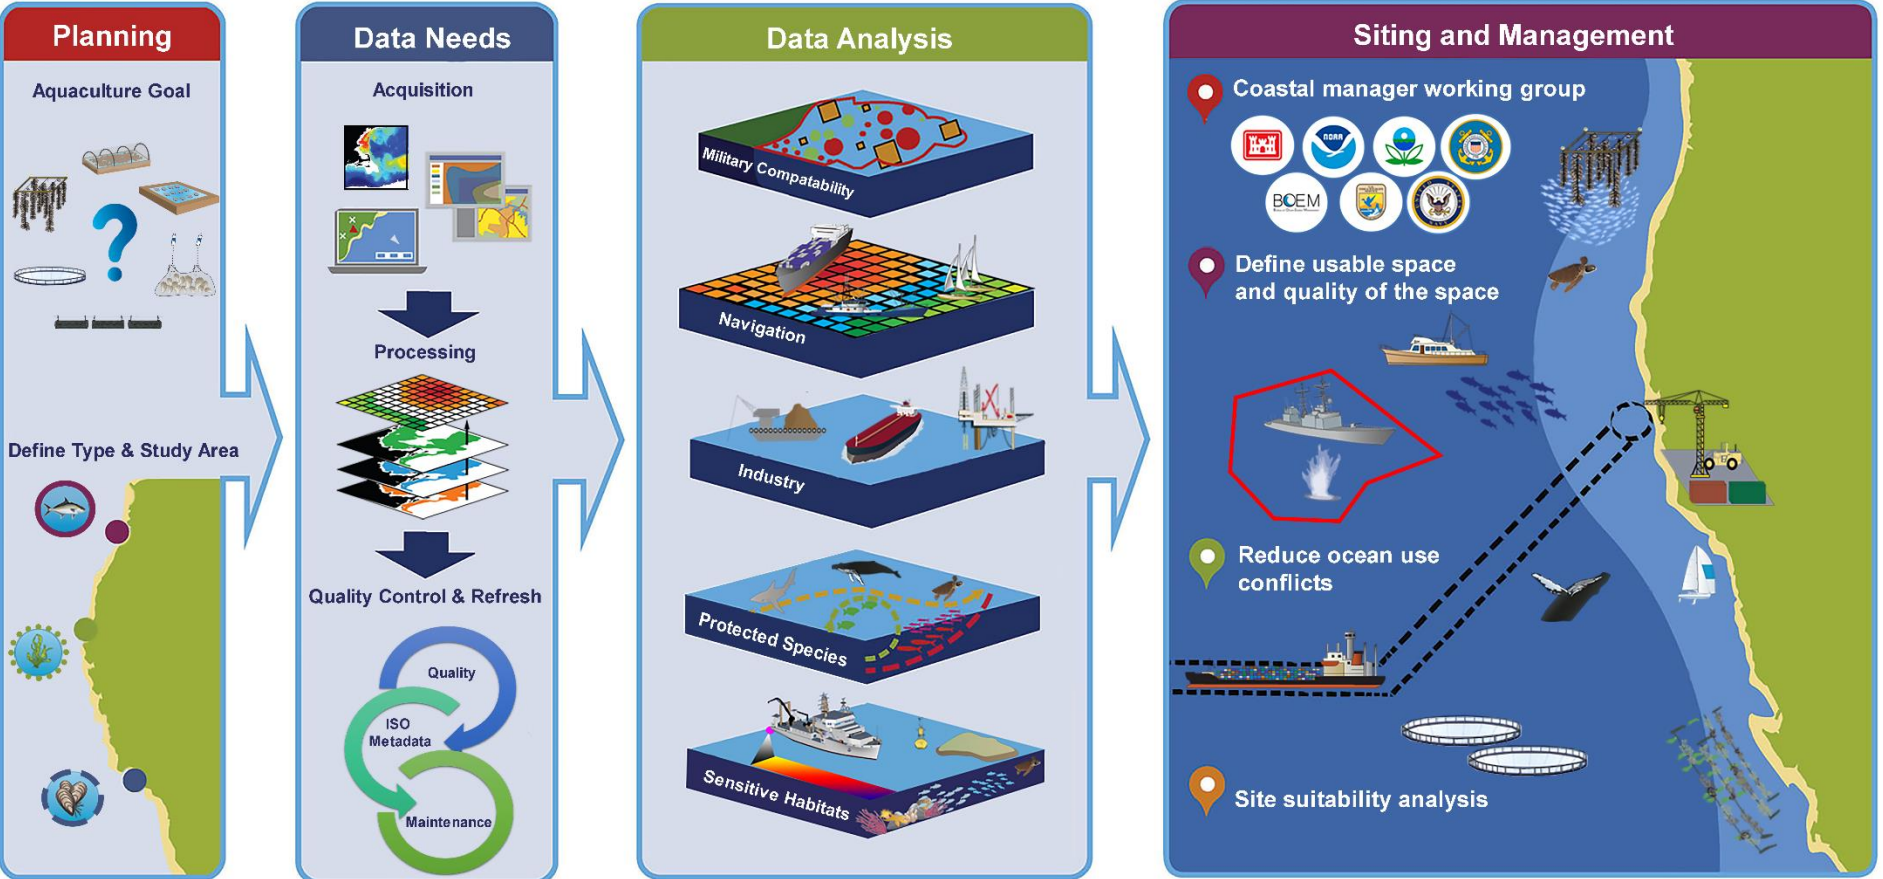 Planning
Aquaculture Goal
Define Type & Study Area
Data Needs
Acquisition
Processing
Quality Control & Refresh
Quality
ISO
Metadata
Maintenance
Data Analysis
Military Compatability
Navigation
Industry
Protected Species
Sensitive Habitats
Siting and Management
Coastal manager working group
NOAA
BOEM
Define usable space
and quality of the space
Reduce ocean use
conflicts
Site suitability analysis